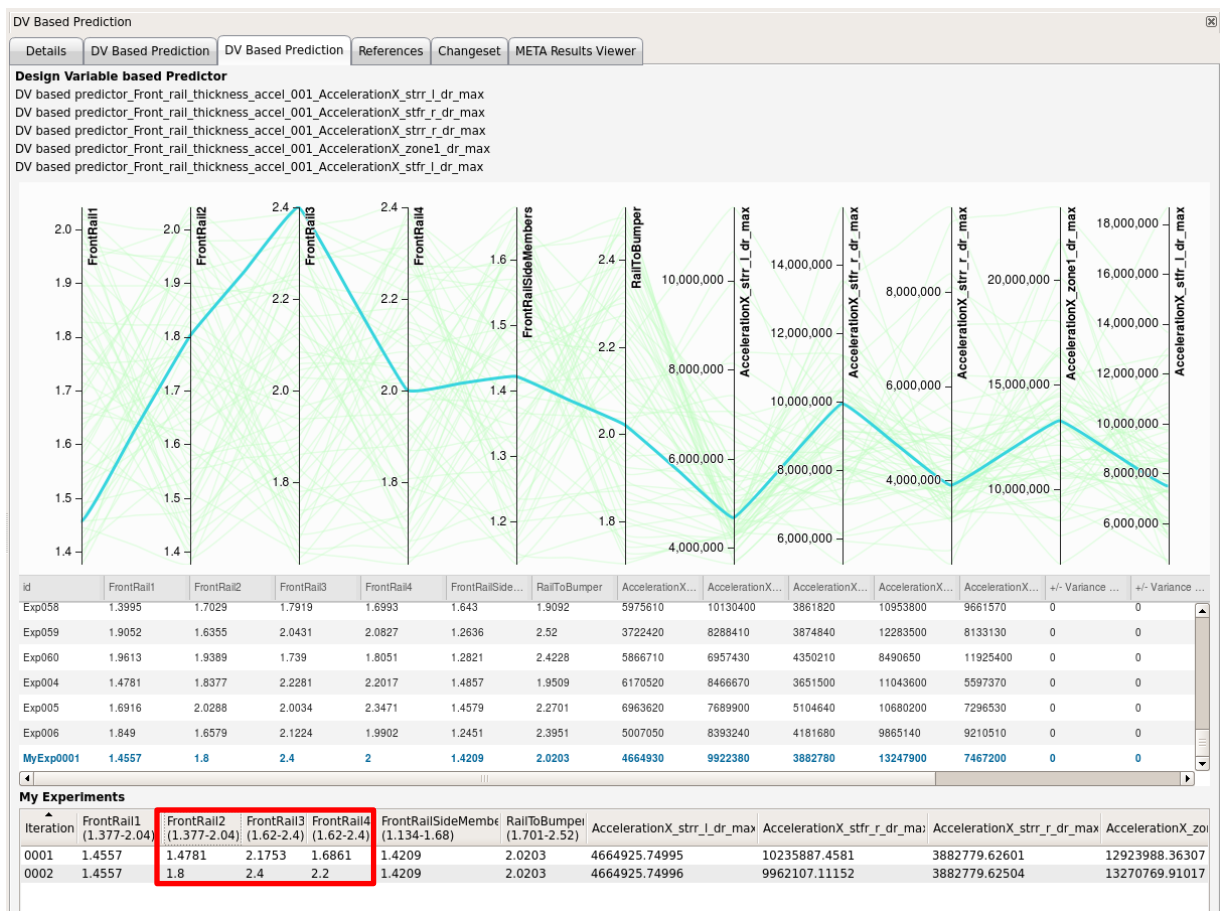 DV Based Prediction
Details DV Based Prediction DV Based Prediction References Changeset META Results Viewer
Design Variable based Predictor
DV based predictor_Front_rail_thickness_accel_001_AccelerationX_strr_l_dr_max
DV based predictor_Front_rail_thickness_accel_001_AccelerationX_stfr_r_dr_max
DV based predictor_Front_rail_thickness_accel_001_AccelerationX_strr_r_dr_max
DV based predictor_Front_rail_thickness_accel_001_AccelerationX_zone1_dr_max
DV based predictor_Front_rail_thickness_accel_001_AccelerationX_stfr_l_dr_max
FrontRail1
2.0
1.9
1.8
1.7
1.6
1.5
1.4
FrontRail2
2.0
1.9
1.8
1.7
1.6
1.5
1.4
FrontRail3
2.4
2.2
2.0
1.8
FrontRail4
2.4
2.2
2.0
1.8
FrontRailSideMembers
1.6
1.5
1.4
1.3
1.2
RailToBumper
2.4
2.2
2.0
1.8
AccelerationX_strr_l_dr_max
10,000,000
8,000,000
6,000,000
4,000,000
AccelerationX_stfr_r_dr_max
14,000,000
12,000,000
10,000,000
8,000,000
6,000,000
AccelerationX_strr_r_dr_max
8,000,000
6,000,000
4,000,000
AccelerationX_zone1_dr_max
20,000,000
15,000,000
10,000,000
AccelerationX_stfr_l_dr_max
18,000,000
16,000,000
14,000,000
12,000,000
10,000,000
8,000,000
6,000,000
id FrontRail1 FrontRail2 FrontRail3 FrontRail4 FrontRailSide... RailToBumper AccelerationX... AccelerationX... AccelerationX... AccelerationX... AccelerationX... +/- Variance ... +/- Variance ...
Exp058 1.3995 1.7029 1.7919 1.6993 1.643 1.9092 5975610 10130400 3861820 10953800 9661570 0 0
Exp059 1.9052 1.6355 2.0431 2.0827 1.2636 2.52 3722420 8288410 3874840 12283500 8133130 0 0
Exp060 1.9613 1.9389 1.739 1.8051 1.2821 2.4228 5866710 6957430 4350210 8490650 11925400 0 0
Exp004 1.4781 1.8377 2.2281 2.2017 1.4857 1.9509 6170520 8466670 3651500 11043600 5597370 0 0
Exp005 1.6916 2.0288 2.0034 2.3471 1.4579 2.2701 6963620 7689900 5104640 10680200 7296530 0 0
Exp006 1.849 1.6579 2.1224 1.9902 1.2451 2.3951 5007050 8393240 4181680 9865140 9210510 0 0
MyExp0001 1.4557 1.8 2.4 2 1.4209 2.0203 4664930 9922380 3882780 13247900 7467200 0 0
My Experiments
Iteration FrontRail1 FrontRail2 FrontRail3 FrontRail4 FrontRailSideMembe RailToBumper AccelerationX_strr_l_dr_max AccelerationX_stfr_r_dr_max AccelerationX_strr_r_dr_max AccelerationX_zo
(1.377-2.04) (1.377-2.04) (1.62-2.4) (1.62-2.4) (1.134-1.68) (1.701-2.52)
0001 1.4557 1.4781 2.1753 1.6861 1.4209 2.0203 4664925.74995 10235887.4581 3882779.62601 12923988.36307
0002 1.4557 1.8 2.4 2.2 1.4209 2.0203 4664925.74996 9962107.11152 3882779.62504 13270769.91017